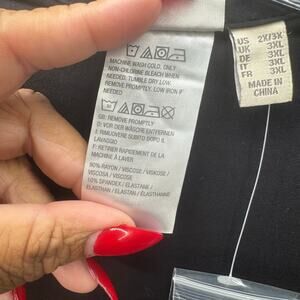 MACHINE WASH COLD. ONLY
NON-CHLORINE BLEACH WHEN
NEEDED. TUMBLE DRY LOW.
REMOVE PROMPTLY. LOW IRON IF
NEEDED
GB: REMOVE PROMPTLY
D: VOR DER WÄSCHE ENTFERNEN
I: RIMUOVERE SUBITO DOPO IL
LAVAGGIO
F: RETIRER RAPIDEMENT DE LA
MACHINE À LAVER
90% RAYON / VISCOSE / VISKOSE /
VISCOSA / VISCOSE
10% SPANDEX / ELASTANE /
ELASTHAN / ELASTAN / ÉLASTHANNE
US 2X/3X
UK 3XL
DE 3XL
IT 3XL
FR 3XL
MADE IN
CHINA